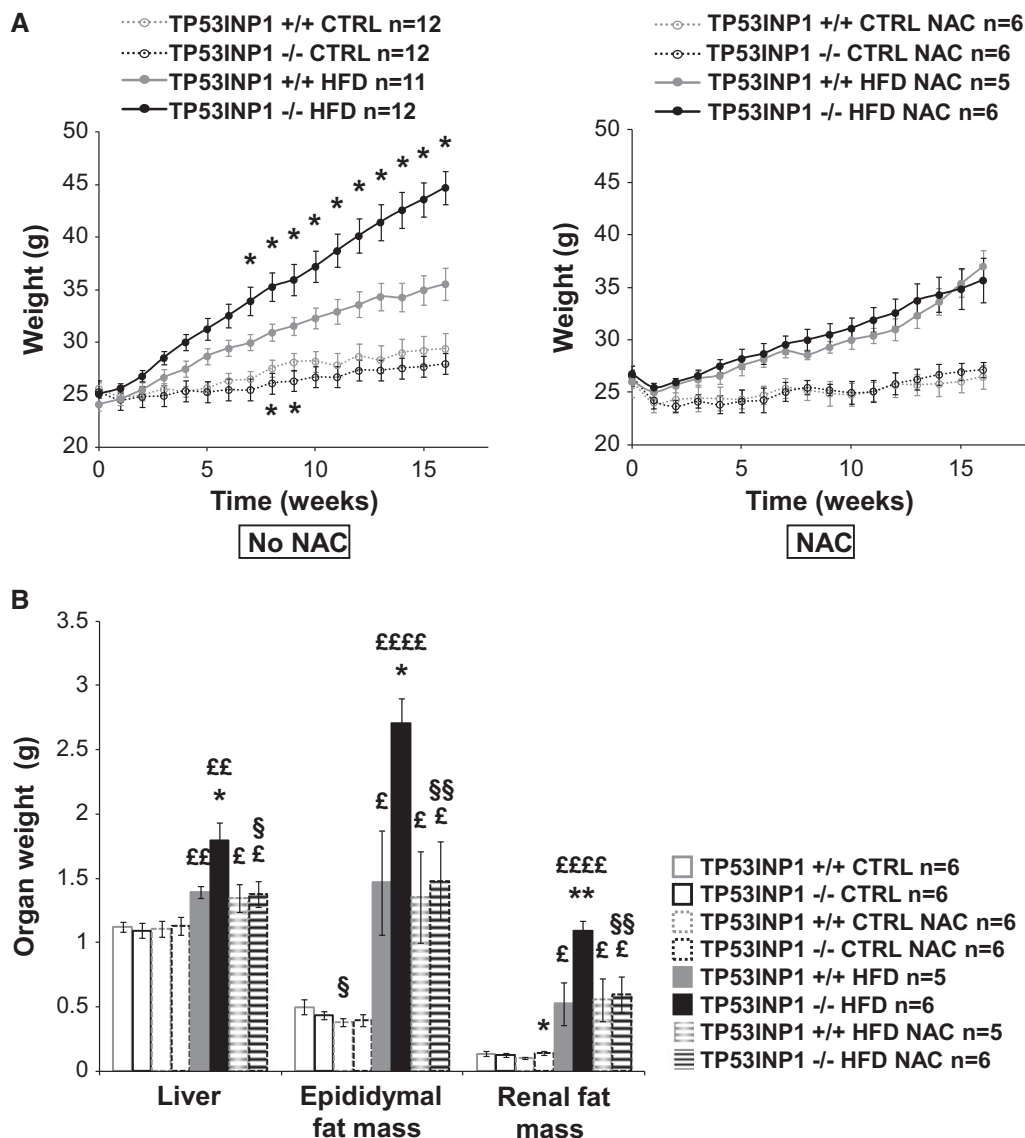 A
TP53INP1 +/+ CTRL n=12
TP53INP1 -/- CTRL n=12
TP53INP1 +/+ HFD n=11
TP53INP1 -/- HFD n=12
50
45
40
35
30
25
20
Weight (g)
* * * * * * * * * *
* *
0 5 10 15
Time (weeks)
No NAC
TP53INP1 +/+ CTRL NAC n=6
TP53INP1 -/- CTRL NAC n=6
TP53INP1 +/+ HFD NAC n=5
TP53INP1 -/- HFD NAC n=6
50
45
40
35
30
25
20
Weight (g)
0 5 10 15
Time (weeks)
NAC
B
3.5
3
2.5
2
1.5
1
0.5
0
Organ weight (g)
££
££
*
£
§
£
§
£
££££
*
£
§§
£
*
£
££££
**
£
§§
£
Liver
Epididymal
fat mass
Renal fat
mass
TP53INP1 +/+ CTRL n=6
TP53INP1 -/- CTRL n=6
TP53INP1 +/+ CTRL NAC n=6
TP53INP1 -/- CTRL NAC n=6
TP53INP1 +/+ HFD n=5
TP53INP1 -/- HFD n=6
TP53INP1 +/+ HFD NAC n=5
TP53INP1 -/- HFD NAC n=6